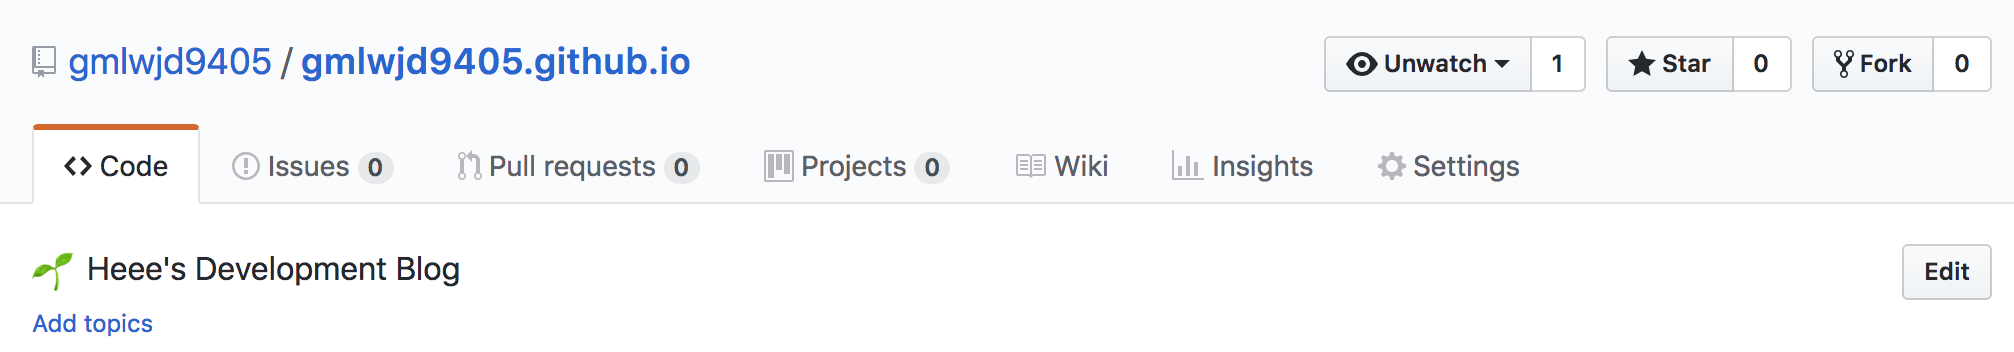 gmlwjd9405 / gmlwjd9405.github.io Unwatch 1 Star 0 Fork 0
Code Issues 0 Pull requests 0 Projects 0 Wiki Insights Settings
Heee's Development Blog Edit
Add topics